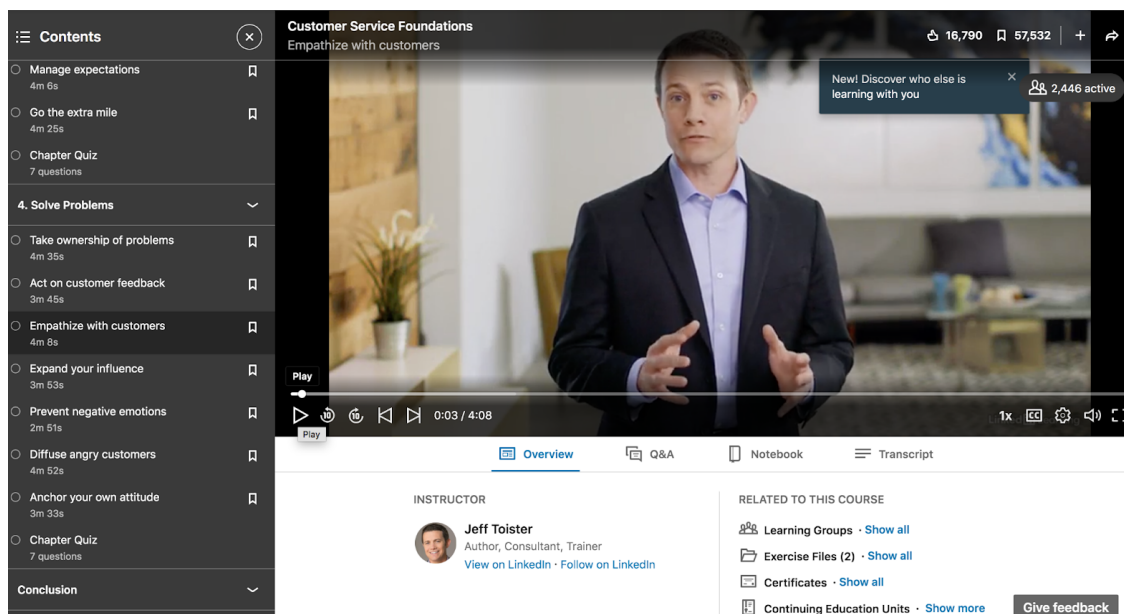 Contents
Manage expectations
4m 6s
Go the extra mile
4m 25s
Chapter Quiz
7 questions
4. Solve Problems
Take ownership of problems
4m 35s
Act on customer feedback
3m 45s
Empathize with customers
4m 8s
Expand your influence
3m 53s
Prevent negative emotions
2m 51s
Diffuse angry customers
4m 52s
Anchor your own attitude
3m 33s
Chapter Quiz
7 questions
Conclusion
Customer Service Foundations
Empathize with customers
16,790 57,532
New! Discover who else is
learning with you
2,446 active
Play
10 10 0:03 / 4:08 1x CC
Play
Overview Q&A Notebook Transcript
INSTRUCTOR
Jeff Toister
Author, Consultant, Trainer
View on LinkedIn · Follow on LinkedIn
RELATED TO THIS COURSE
Learning Groups · Show all
Exercise Files (2) · Show all
Certificates · Show all
Continuing Education Units · Show more
Give feedback